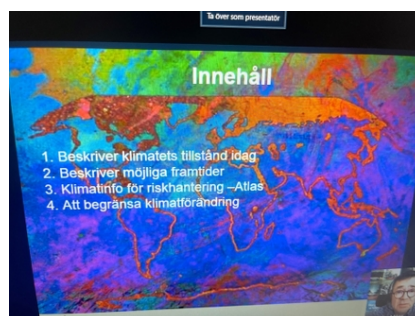 Ta över som presentatör
Innehåll
1. Beskriver klimatets tillstånd idag
2. Beskriver möjliga framtider
3. Klimatinfo för riskhantering –Atlas
4. Att begränsa klimatförändring